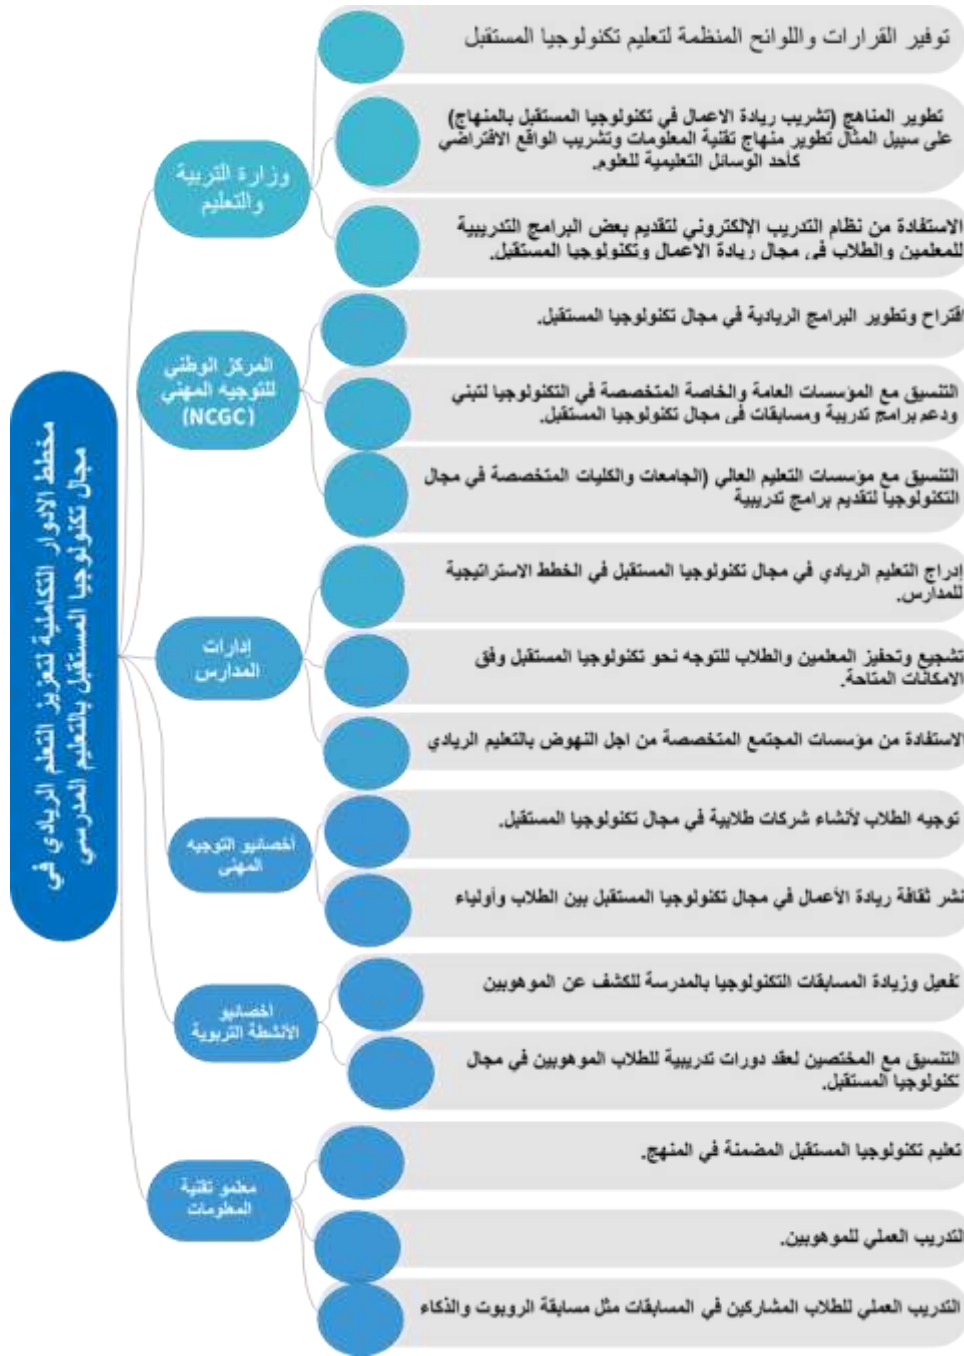 مخطط الادوار التكاملية لتعزيز التعلم الريادي في
مجال تكنولوجيا المستقبل بالتعليم المدرسي
وزارة التربية
والتعليم
توفير القرارات واللوائح المنظمة لتعليم تكنولوجيا المستقبل
تطوير المناهج (تشريب ريادة الاعمال في تكنولوجيا المستقبل بالمنهاج)
على سبيل المثال تطوير منهاج تقنية المعلومات وتشريب الواقع الافتراضي
كأحد الوسائل التعليمية للعلوم.
الاستفادة من نظام التدريب الإلكتروني لتقديم بعض البرامج التدريبية
للمعلمين والطلاب في مجال ريادة الاعمال وتكنولوجيا المستقبل.
المركز الوطني
للتوجيه المهني
(NCGC)
اقتراح وتطوير البرامج الريادية في مجال تكنولوجيا المستقبل.
التنسيق مع المؤسسات العامة والخاصة المتخصصة في التكنولوجيا لتبني
ودعم برامج تدريبة ومسابقات في مجال تكنولوجيا المستقبل.
التنسيق مع مؤسسات التعليم العالي (الجامعات والكليات المتخصصة في مجال
التكنولوجيا لتقديم برامج تدريبية
إدارات
المدارس
إدراج التعليم الريادي في مجال تكنولوجيا المستقبل في الخطط الاستراتيجية
للمدارس.
تشجيع وتحفيز المعلمين والطلاب للتوجه نحو تكنولوجيا المستقبل وفق
الامكانات المتاحة.
الاستفادة من مؤسسات المجتمع المتخصصة من اجل النهوض بالتعليم الريادي
أخصائيو التوجيه
المهني
توجيه الطلاب لأنشاء شركات طلابية في مجال تكنولوجيا المستقبل.
نشر ثقافة ريادة الأعمال في مجال تكنولوجيا المستقبل بين الطلاب وأولياء
أخصائيو
الأنشطة التربوية
تفعيل وزيادة المسابقات التكنولوجيا بالمدرسة للكشف عن الموهوبين
التنسيق مع المختصين لعقد دورات تدريبية للطلاب الموهوبين في مجال
تكنولوجيا المستقبل.
معلمو تقنية
المعلومات
تعليم تكنولوجيا المستقبل المضمنة في المنهج.
التدريب العملي للموهوبين.
التدريب العملي للطلاب المشاركين في المسابقات مثل مسابقة الروبوت والذكاء